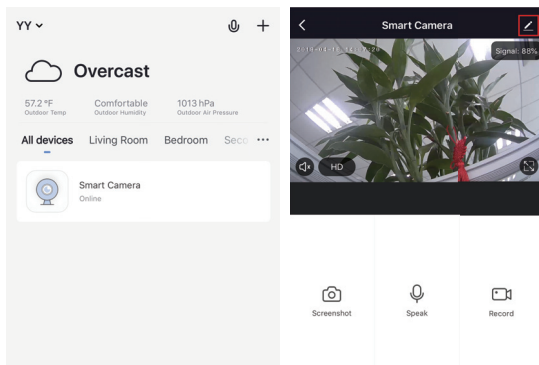 YY
Overcast
57.2 °F Comfortable 1013 hPa
Outdoor Temp Outdoor Humidity Outdoor Air Pressure
All devices Living Room Bedroom Seco ···
Smart Camera
Online
Smart Camera
Signal: 88%
HD
Screenshot Speak Record